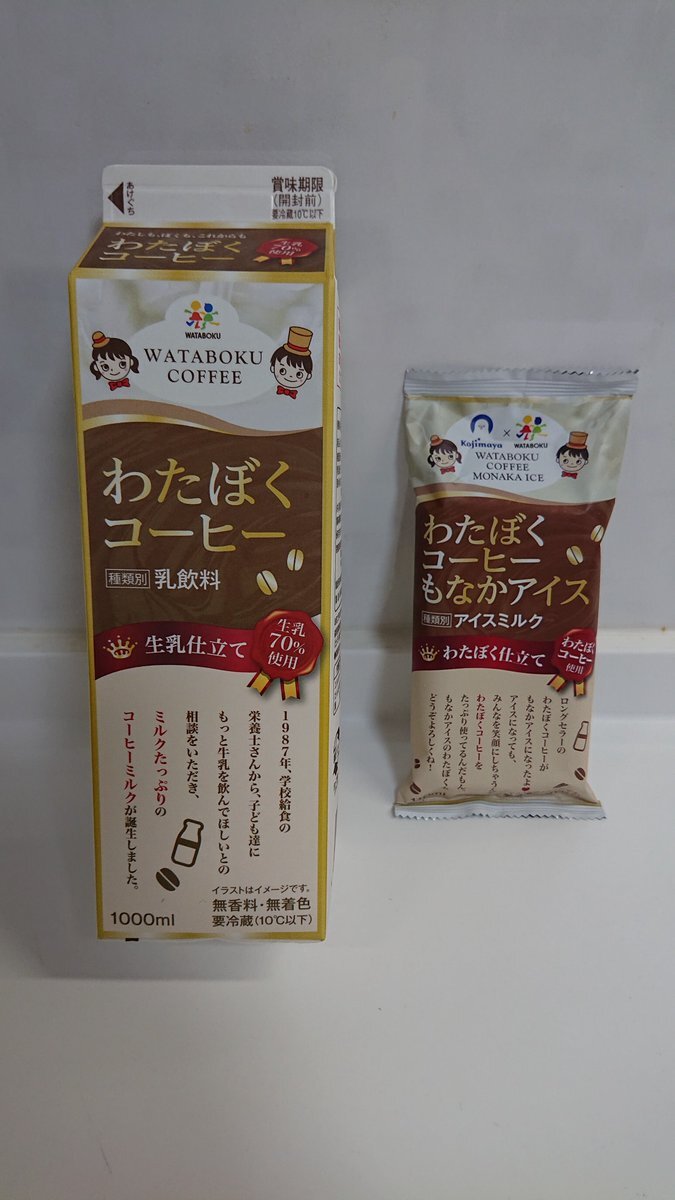 あけぐち
賞味期限
(開封前)
要冷蔵10℃以下
わたしも、ぼくも、これからも
わたぼく
コーヒー
生乳
70%
使用
WATABOKU
WATABOKU
COFFEE
わたぼく
コーヒー
種類別 乳飲料
生乳仕立て
生乳
70%
使用
1987年、学校給食の
栄養士さんから、子ども達に
もっと牛乳を飲んでほしいとの
相談をいただき、
ミルクたっぷりの
コーヒーミルクが誕生しました。
イラストはイメージです。
無香料・無着色
要冷蔵(10℃以下)
1000ml
Kojimaya × WATABOKU
WATABOKU
COFFEE
MONAKA ICE
わたぼく
コーヒー
もなかアイス
種類別 アイスミルク
わたぼく仕立て
わたぼく
コーヒー
使用
ロングセラーの
わたぼくコーヒーが
もなかアイスになったよ
アイスになっても、
みんなを笑顔にしちゃう
わたぼくコーヒーを
たっぷり使ってるんだもん
もなかアイスのわたぼく
どうぞよろしくね!